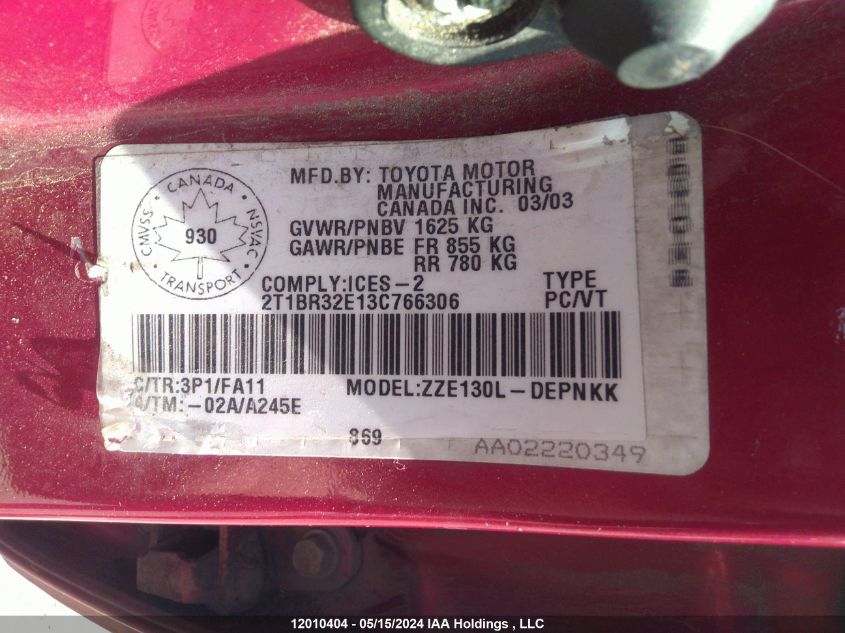 CANADA
CMVSS
NSVAC
930
TRANSPORT
MFD.BY: TOYOTA MOTOR
MANUFACTURING
CANADA INC. 03/03
GVWR/PNBV 1625 KG
GAWR/PNBE FR 855 KG
RR 780 KG
COMPLY:ICES-2 TYPE
2T1BR32E13C766306 PC/VT
C/TR:3P1/FA11 MODEL:ZZE130L-DEPNKK
/TM:-02A/A245E
869
AA02220349
12010404 - 05/15/2024 IAA Holdings , LLC